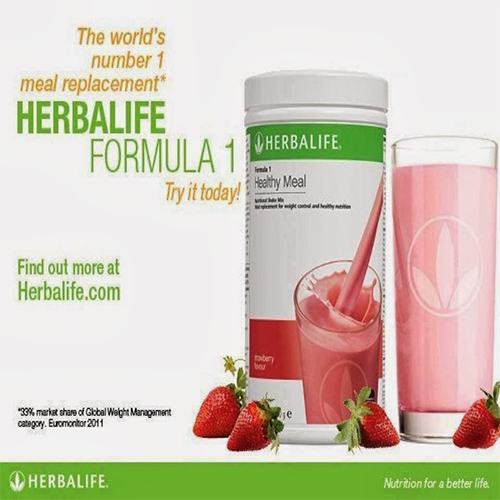 The world's
number 1
meal replacement*
HERBALIFE
FORMULA 1
Try it today!
Find out more at
Herbalife.com
*33% market share of Global Weight Management
category. Euromonitor 2011
HERBALIFE.
Formula 1
Healthy Meal
Nutritional Shake Mix
Meal replacement for weight control and healthy nutrition
strawberry
flavour
HERBALIFE.
Nutrition for a better life.